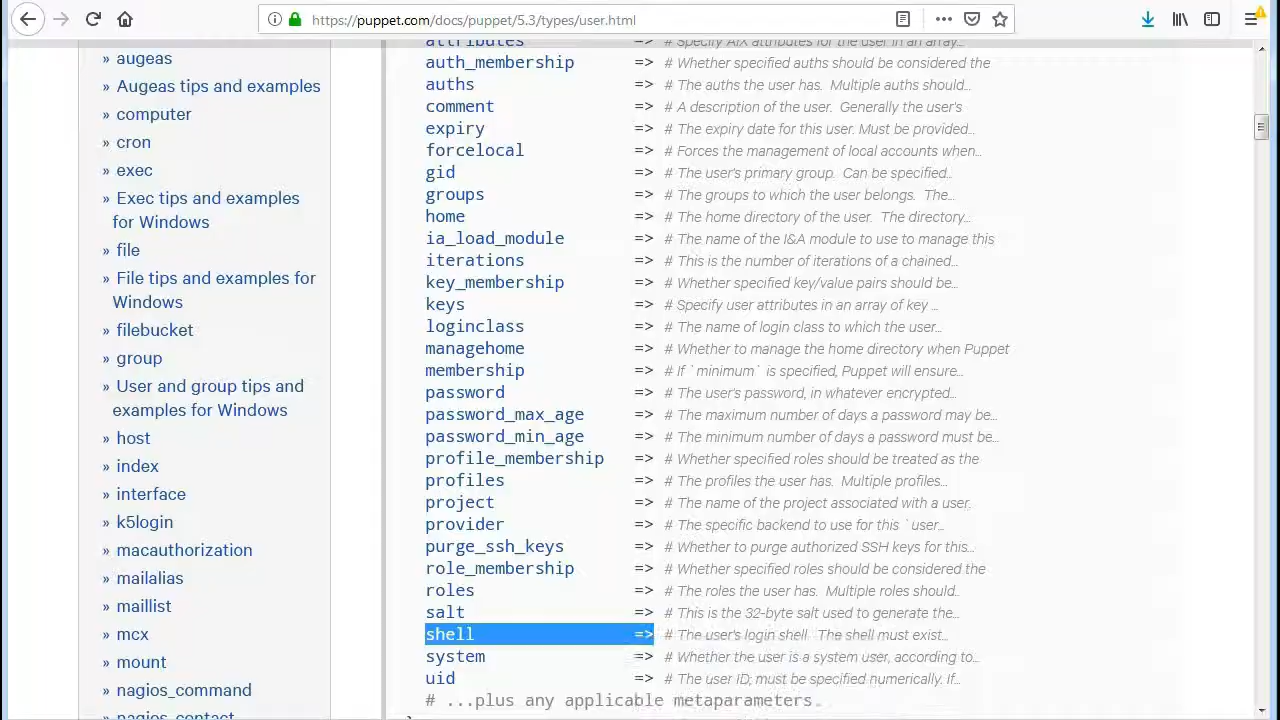 https://puppet.com/docs/puppet/5.3/types/user.html
» augeas
» Augeas tips and examples
» computer
» cron
» exec
» Exec tips and examples
for Windows
» file
» File tips and examples for
Windows
» filebucket
» group
» User and group tips and
examples for Windows
» host
» index
» interface
» k5login
» macauthorization
» mailalias
» maillist
» mcx
» mount
» nagios_command
» nagios_contact
attributes => # Specify AIX attributes for the user in an array...
auth_membership => # Whether specified auths should be considered the
auths => # The auths the user has. Multiple auths should...
comment => # A description of the user. Generally the user's
expiry => # The expiry date for this user. Must be provided...
forcelocal => # Forces the management of local accounts when...
gid => # The user's primary group. Can be specified...
groups => # The groups to which the user belongs. The...
home => # The home directory of the user. The directory...
ia_load_module => # The name of the I&A module to use to manage this
iterations => # This is the number of iterations of a chained...
key_membership => # Whether specified key/value pairs should be...
keys => # Specify user attributes in an array of key ...
loginclass => # The name of login class to which the user...
managehome => # Whether to manage the home directory when Puppet
membership => # If `minimum` is specified, Puppet will ensure...
password => # The user's password, in whatever encrypted...
password_max_age => # The maximum number of days a password may be...
password_min_age => # The minimum number of days a password must be...
profile_membership => # Whether specified roles should be treated as the
profiles => # The profiles the user has. Multiple profiles...
project => # The name of the project associated with a user.
provider => # The specific backend to use for this `user...
purge_ssh_keys => # Whether to purge authorized SSH keys for this...
role_membership => # Whether specified roles should be considered the
roles => # The roles the user has. Multiple roles should...
salt => # This is the 32-byte salt used to generate the...
shell => # The user's login shell. The shell must exist...
system => # Whether the user is a system user, according to...
uid => # The user ID; must be specified numerically. If...
# ...plus any applicable metaparameters.